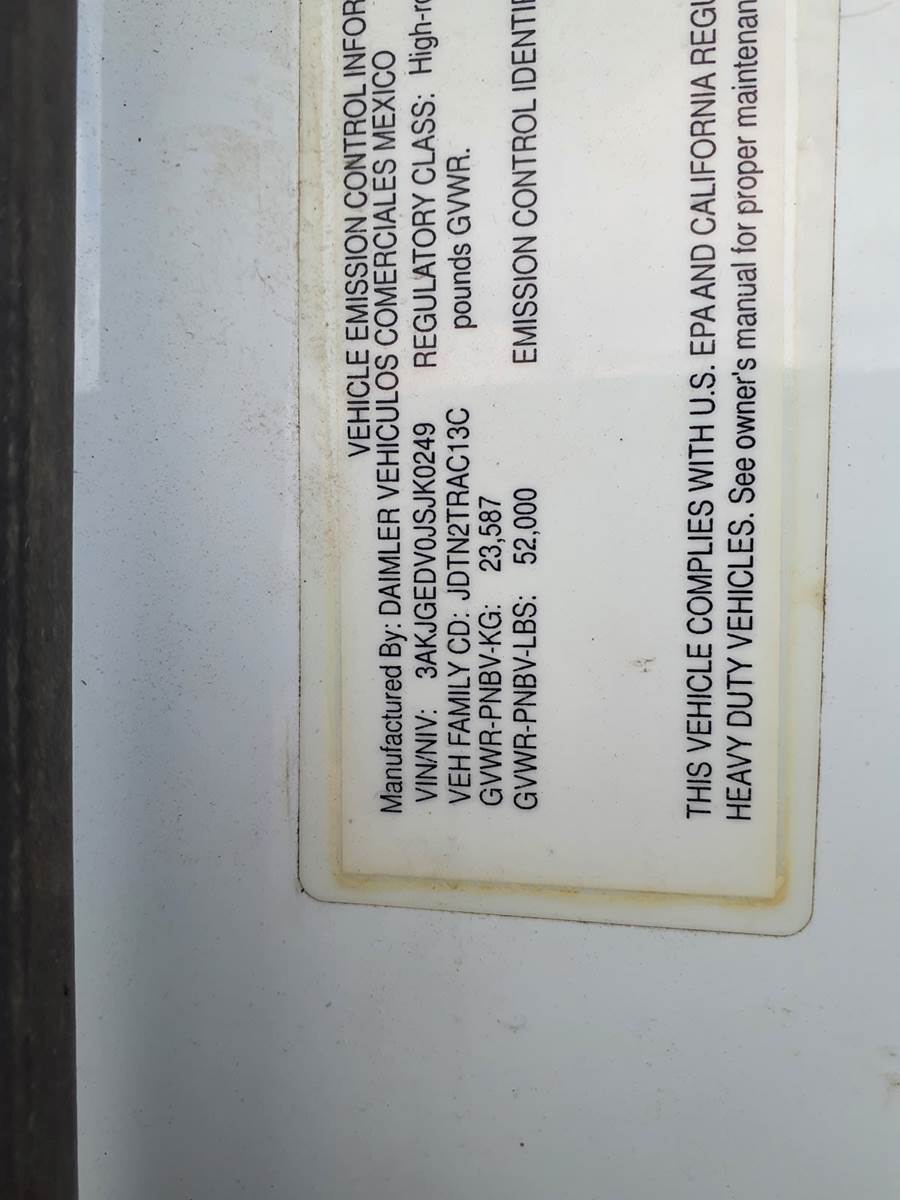 VEHICLE EMISSION CONTROL INFOR
Manufactured By: DAIMLER VEHICULOS COMERCIALES MEXICO
VIN/NIV: 3AKJGEDV0JSJK0249 REGULATORY CLASS: High-ro
VEH FAMILY CD: JDTN2TRAC13C pounds GVWR.
GVWR-PNBV-KG: 23,587
GVWR-PNBV-LBS: 52,000 EMISSION CONTROL IDENTIF
THIS VEHICLE COMPLIES WITH U.S. EPA AND CALIFORNIA REGU
HEAVY DUTY VEHICLES. See owner's manual for proper maintenan